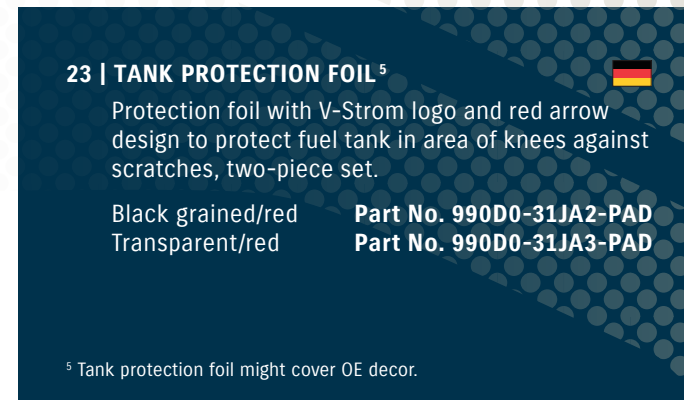 23 | TANK PROTECTION FOIL ⁵
Protection foil with V-Strom logo and red arrow
design to protect fuel tank in area of knees against
scratches, two-piece set.
Black grained/red Part No. 990D0-31JA2-PAD
Transparent/red Part No. 990D0-31JA3-PAD
⁵ Tank protection foil might cover OE decor.